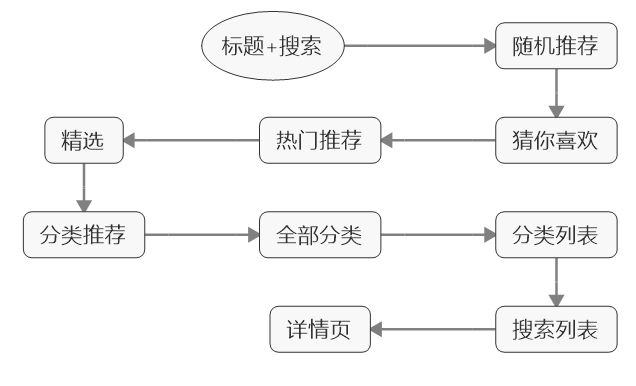 标题+搜索
随机推荐
精选
热门推荐
猜你喜欢
分类推荐
全部分类
分类列表
详情页
搜索列表